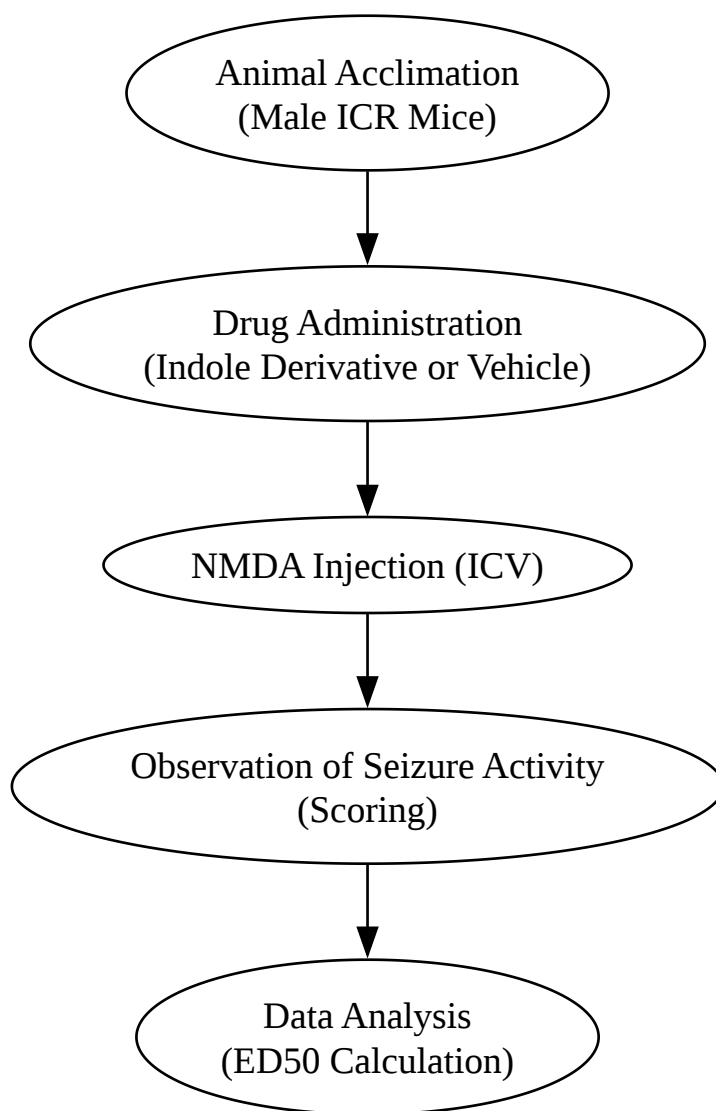 Animal Acclimation
(Male ICR Mice)
Drug Administration
(Indole Derivative or Vehicle)
NMDA Injection (ICV)
Observation of Seizure Activity
(Scoring)
Data Analysis
(ED50 Calculation)